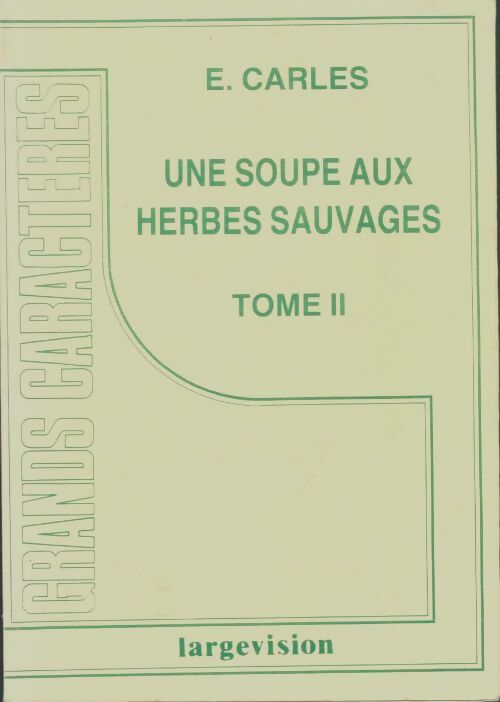 E. CARLES
UNE SOUPE AUX
HERBES SAUVAGES
TOME II
GRANDS CARACTERES
largevision